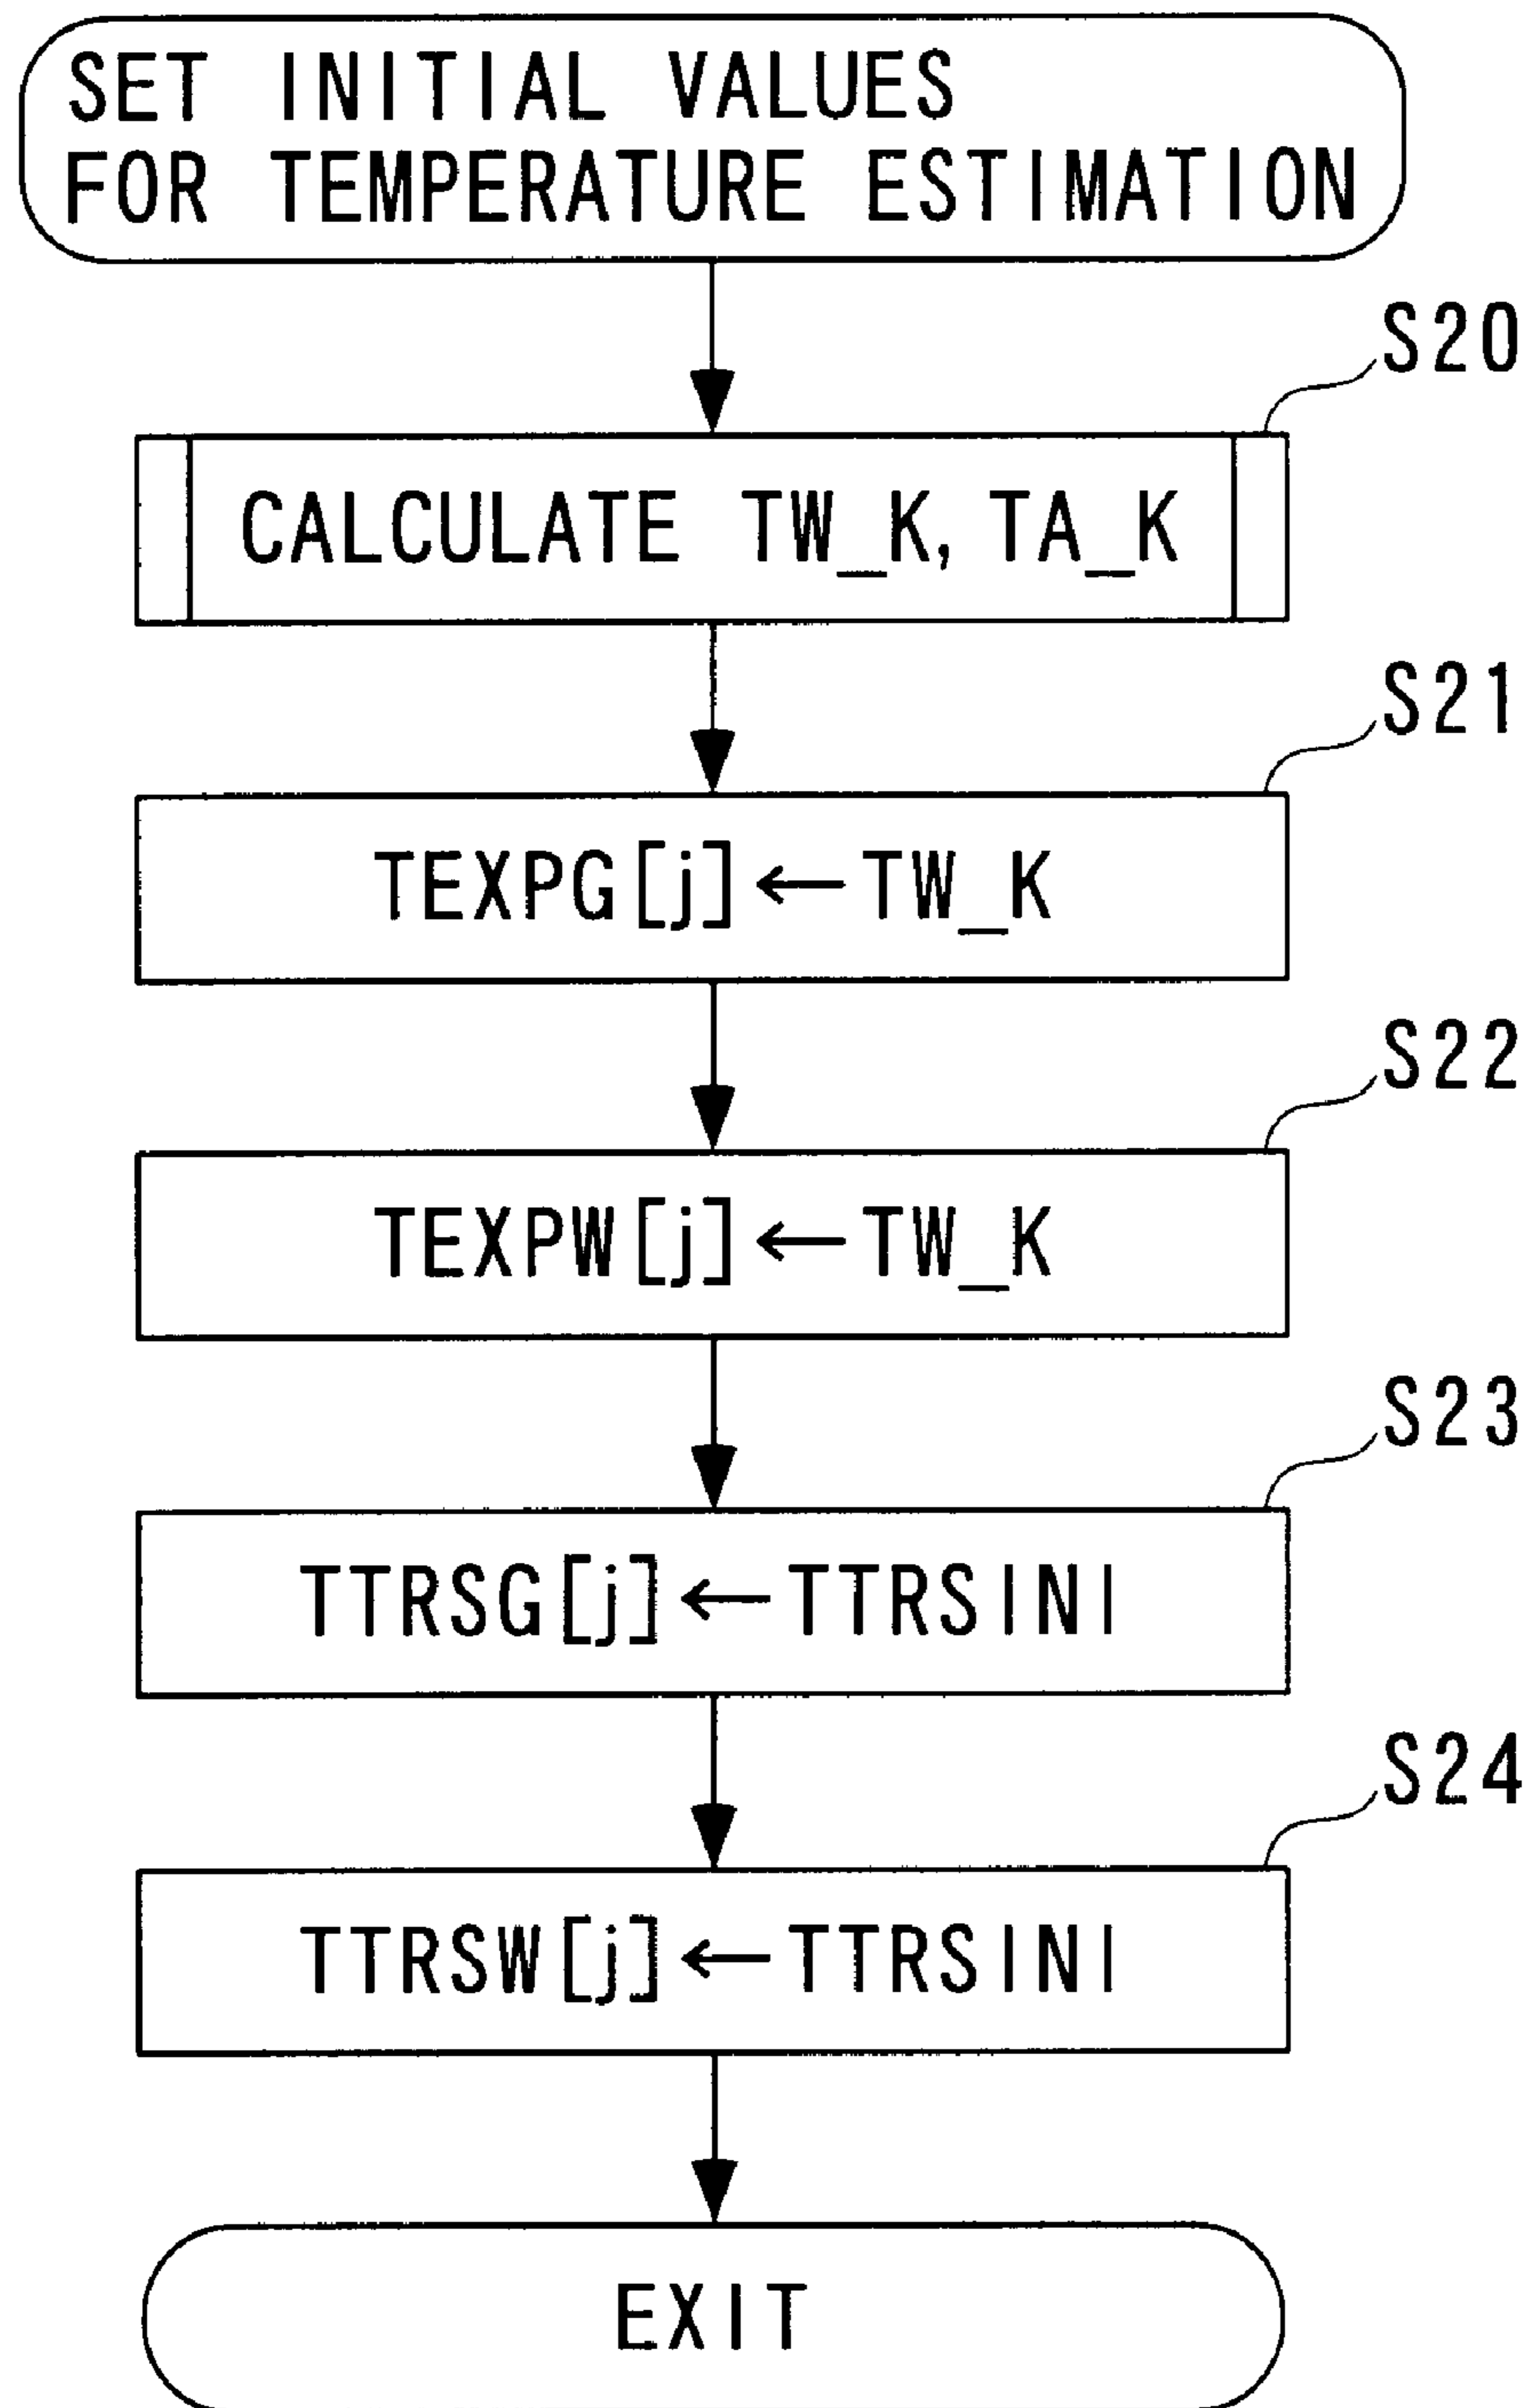 SET INITIAL VALUES
FOR TEMPERATURE ESTIMATION
S20
CALCULATE TW_K, TA_K
S21
TEXPG[j]←TW_K
S22
TEXPW[j]←TW_K
S23
TTRSG[j]←TTRSINI
S24
TTRSW[j]←TTRSINI
EXIT